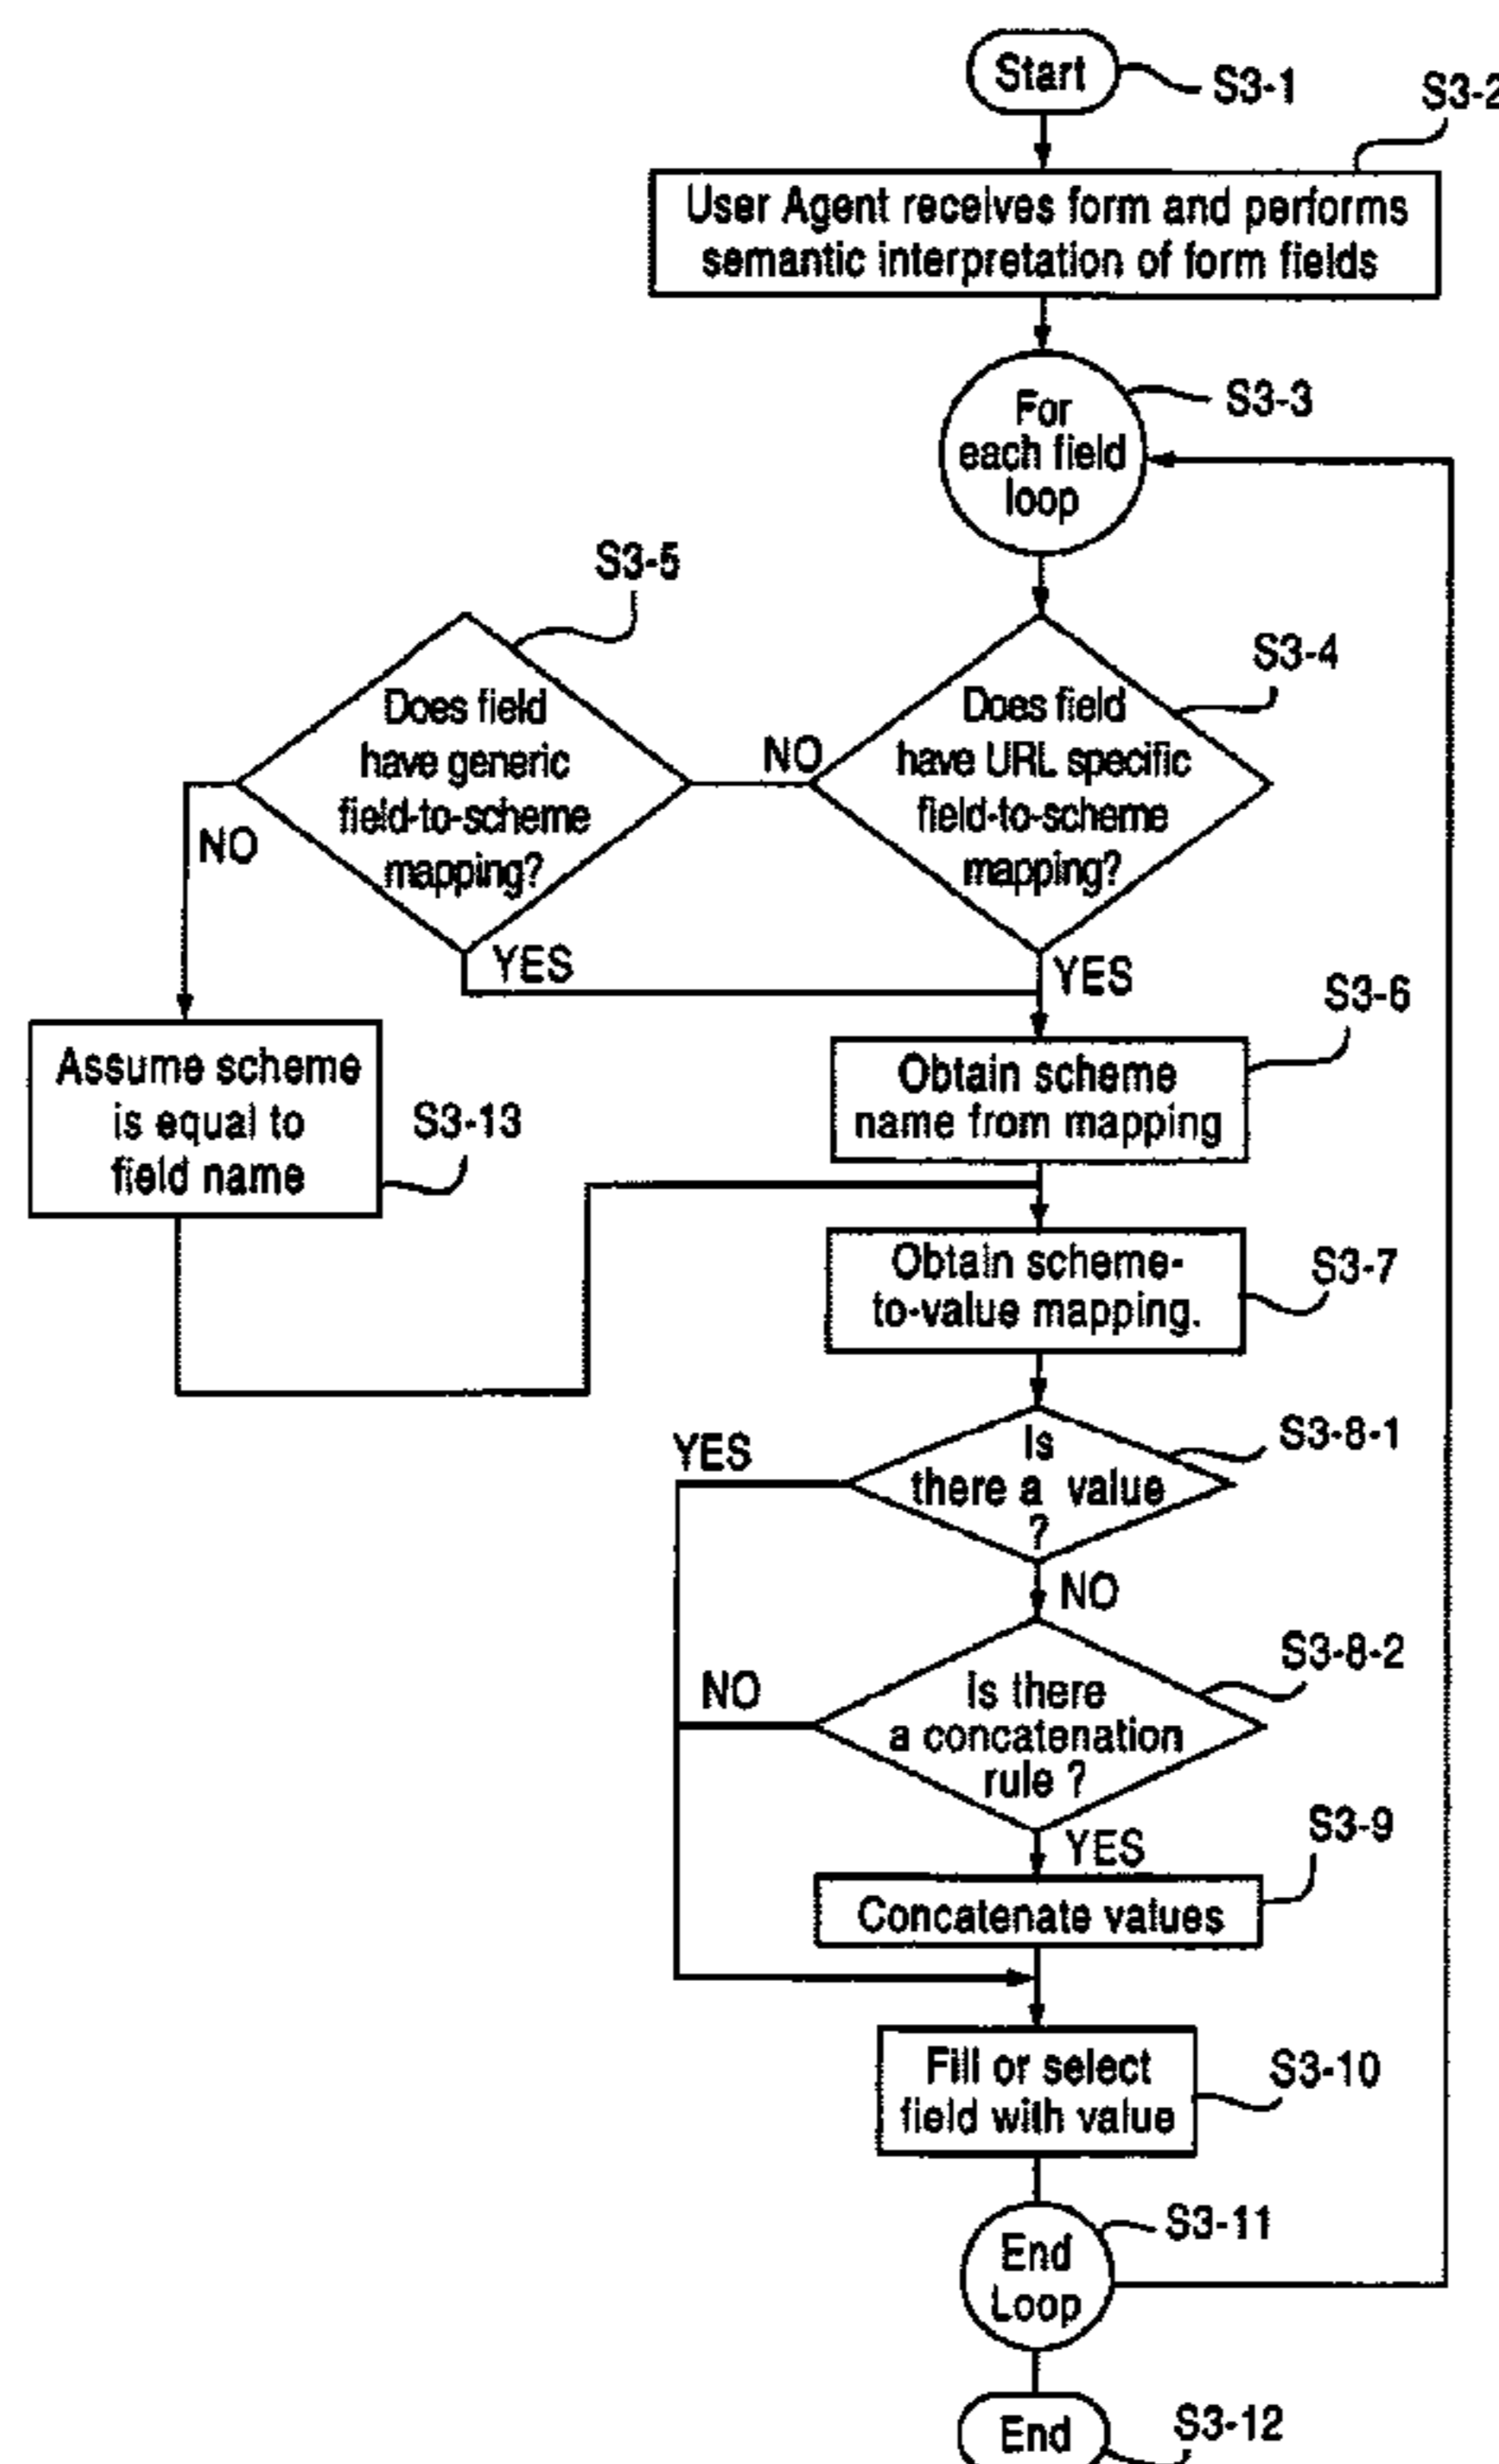 Start
S3-1
S3-2
User Agent receives form and performs
semantic interpretation of form fields
For
each field
loop
S3-3
S3-5
Does field
have generic
field-to-scheme
mapping?
NO
YES
S3-4
Does field
have URL specific
field-to-scheme
mapping?
NO
YES
Assume scheme
is equal to
field name
S3-13
S3-6
Obtain scheme
name from mapping
Obtain scheme-
to-value mapping.
S3-7
YES
Is
there a value
?
S3-8-1
NO
NO
Is there
a concatenation
rule ?
S3-8-2
YES
S3-9
Concatenate values
Fill or select
field with value
S3-10
End
Loop
S3-11
End
S3-12